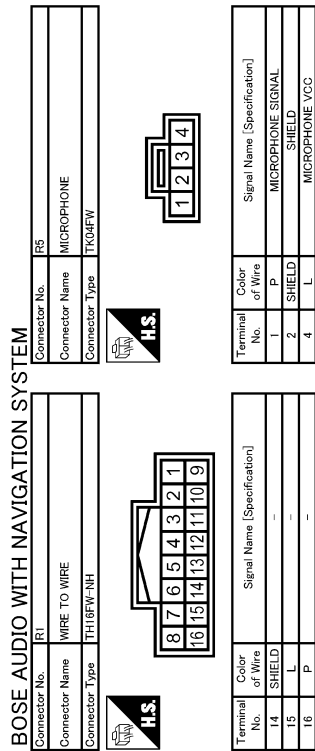 BOSE AUDIO WITH NAVIGATION SYSTEM
Connector No. R1
Connector Name WIRE TO WIRE
Connector Type TH16FW-NH
H.S.
8 7 6 5 4 3 2 1
16 15 14 13 12 11 10 9
Terminal No. Color of Wire Signal Name [Specification]
14 SHIELD -
15 L -
16 P -
Connector No. R5
Connector Name MICROPHONE
Connector Type TK04FW
H.S.
1 2 3 4
Terminal No. Color of Wire Signal Name [Specification]
1 P MICROPHONE SIGNAL
2 SHIELD SHIELD
4 L MICROPHONE VCC